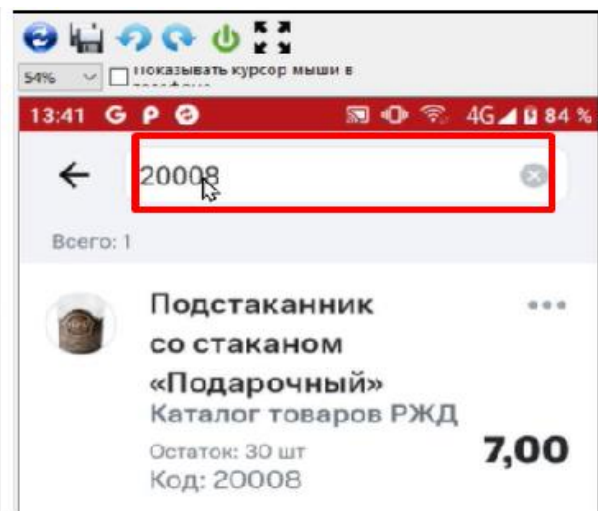 54%
Показывать курсор мыши в
13:41 G P 4G 84 %
20008
Всего: 1
Подстаканник
со стаканом
«Подарочный»
Каталог товаров РЖД
Остаток: 30 шт
7,00
Код: 20008